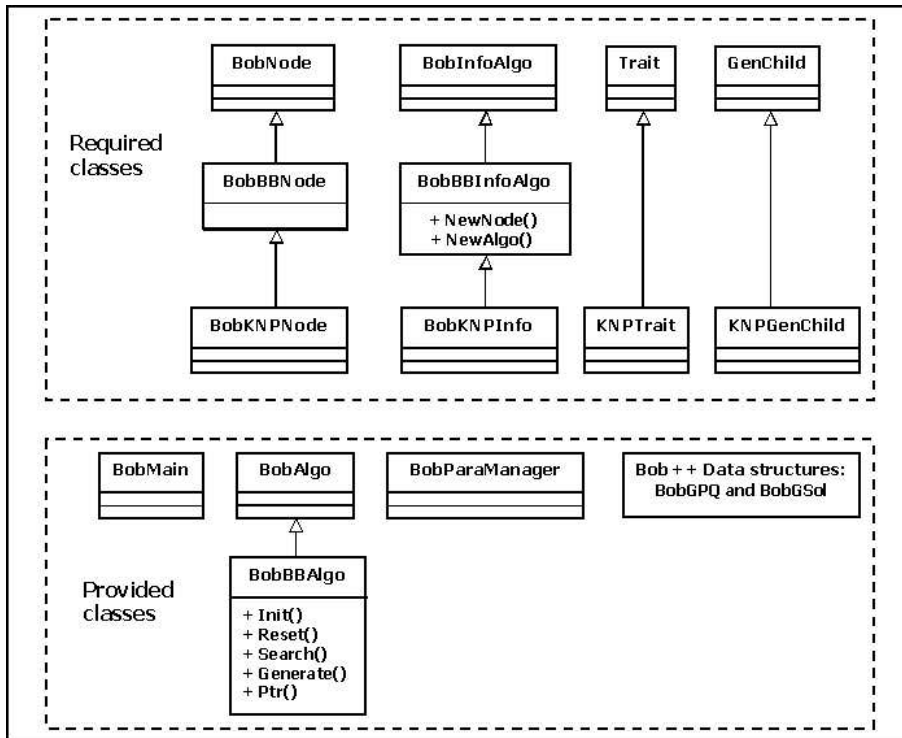 BobNode
BobInfoAlgo
Trait
GenChild
Required
classes
BobBBNode
BobBBInfoAlgo
+ NewNode()
+ NewAlgo()
BobKNPNode
BobKNPInfo
KNPTrait
KNPGenChild
BobMain
BobAlgo
BobParaManager
Bob++ Data structures:
BobGPQ and BobGSol
Provided
classes
BobBBAlgo
+ Init()
+ Reset()
+ Search()
+ Generate()
+ Ptr()